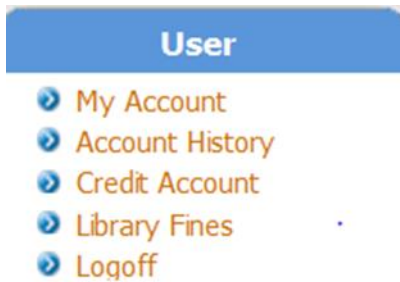 User
My Account
Account History
Credit Account
Library Fines
Logoff